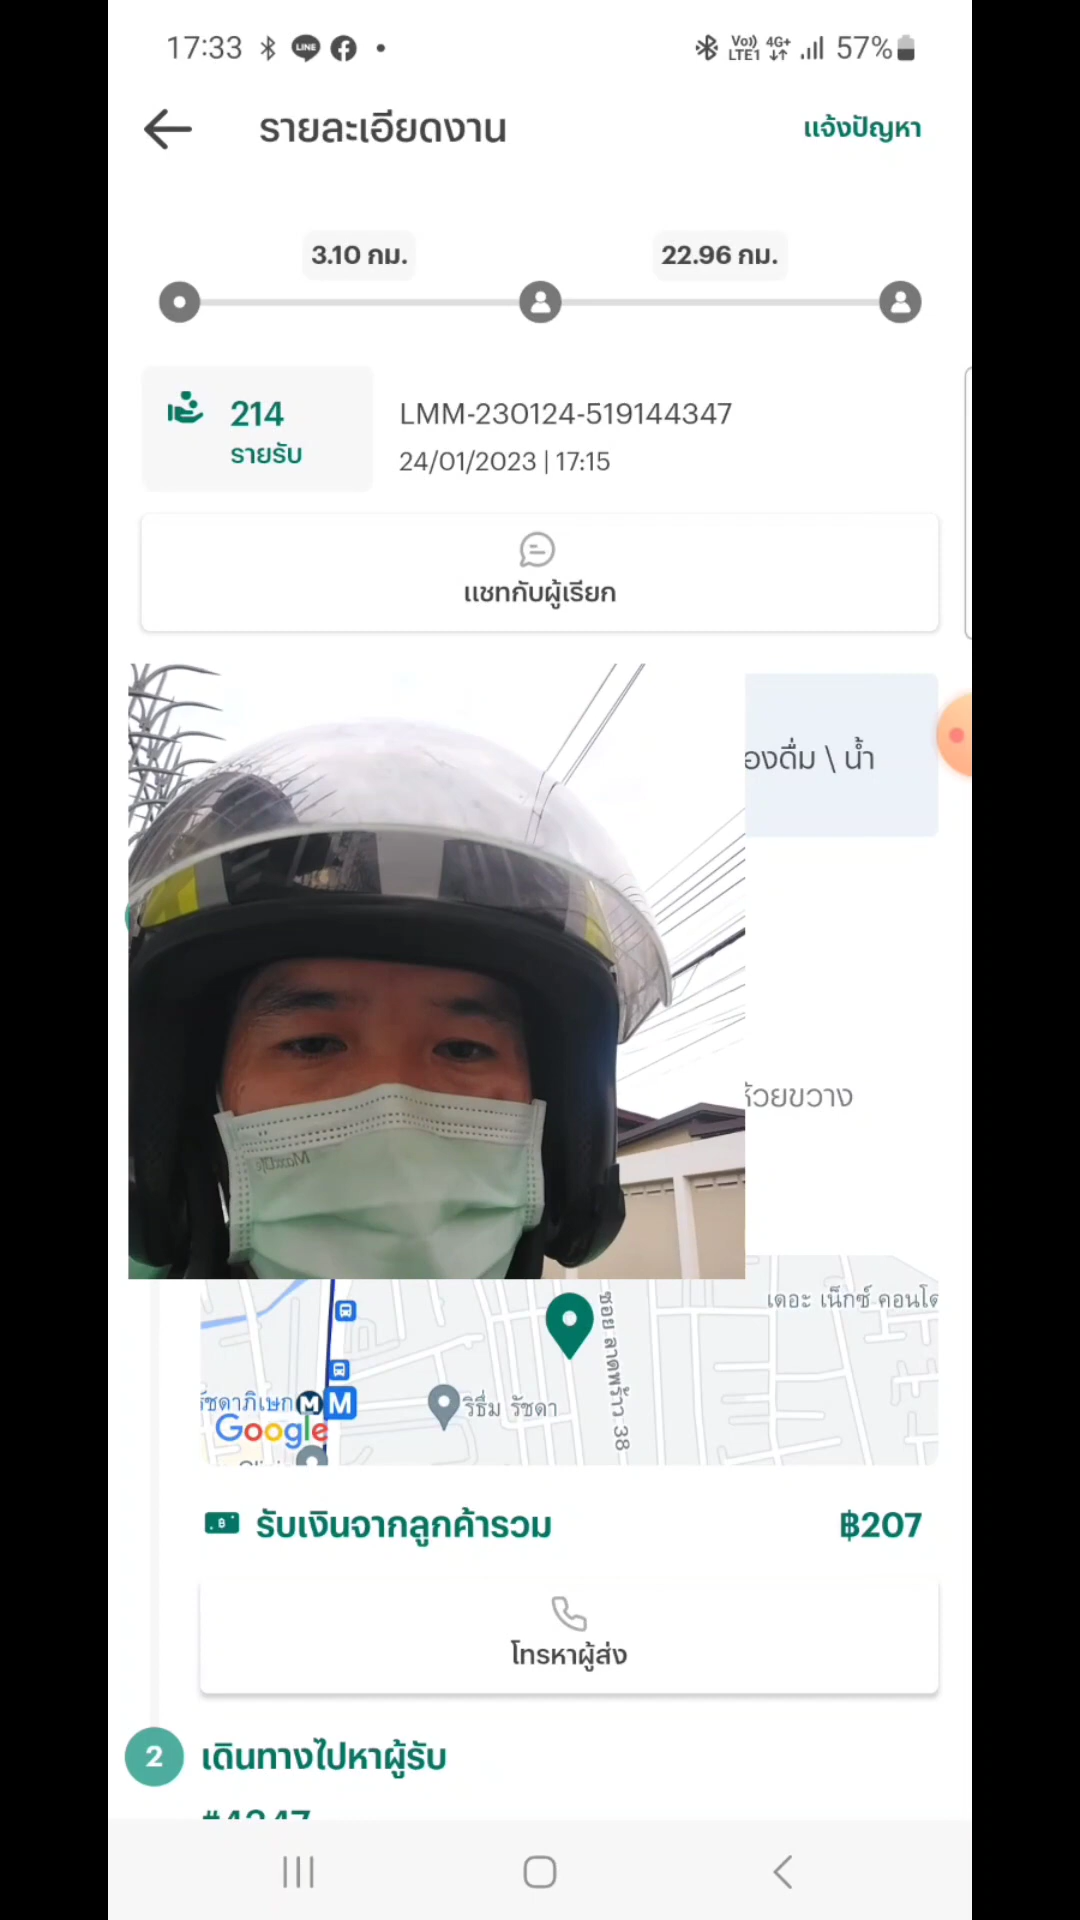 17:33
LINE
Vo))
LTE1
4G+
57%
รายละเอียดงาน
แจ้งปัญหา
3.10 กม.
22.96 กม.
214
รายรับ
LMM-230124-519144347
24/01/2023 | 17:15
แชทกับผู้เรียก
องดื่ม \ น้ำ
ห้วยขวาง
MaxLife
เดอะ เน็กซ์ คอนโด
ซอย ลาดพร้าว 38
รัชดาภิเษก
M
M
ริธึ่ม รัชดา
Google
รับเงินจากลูกค้ารวม
฿207
โทรหาผู้ส่ง
2
เดินทางไปหาผู้รับ
#4347